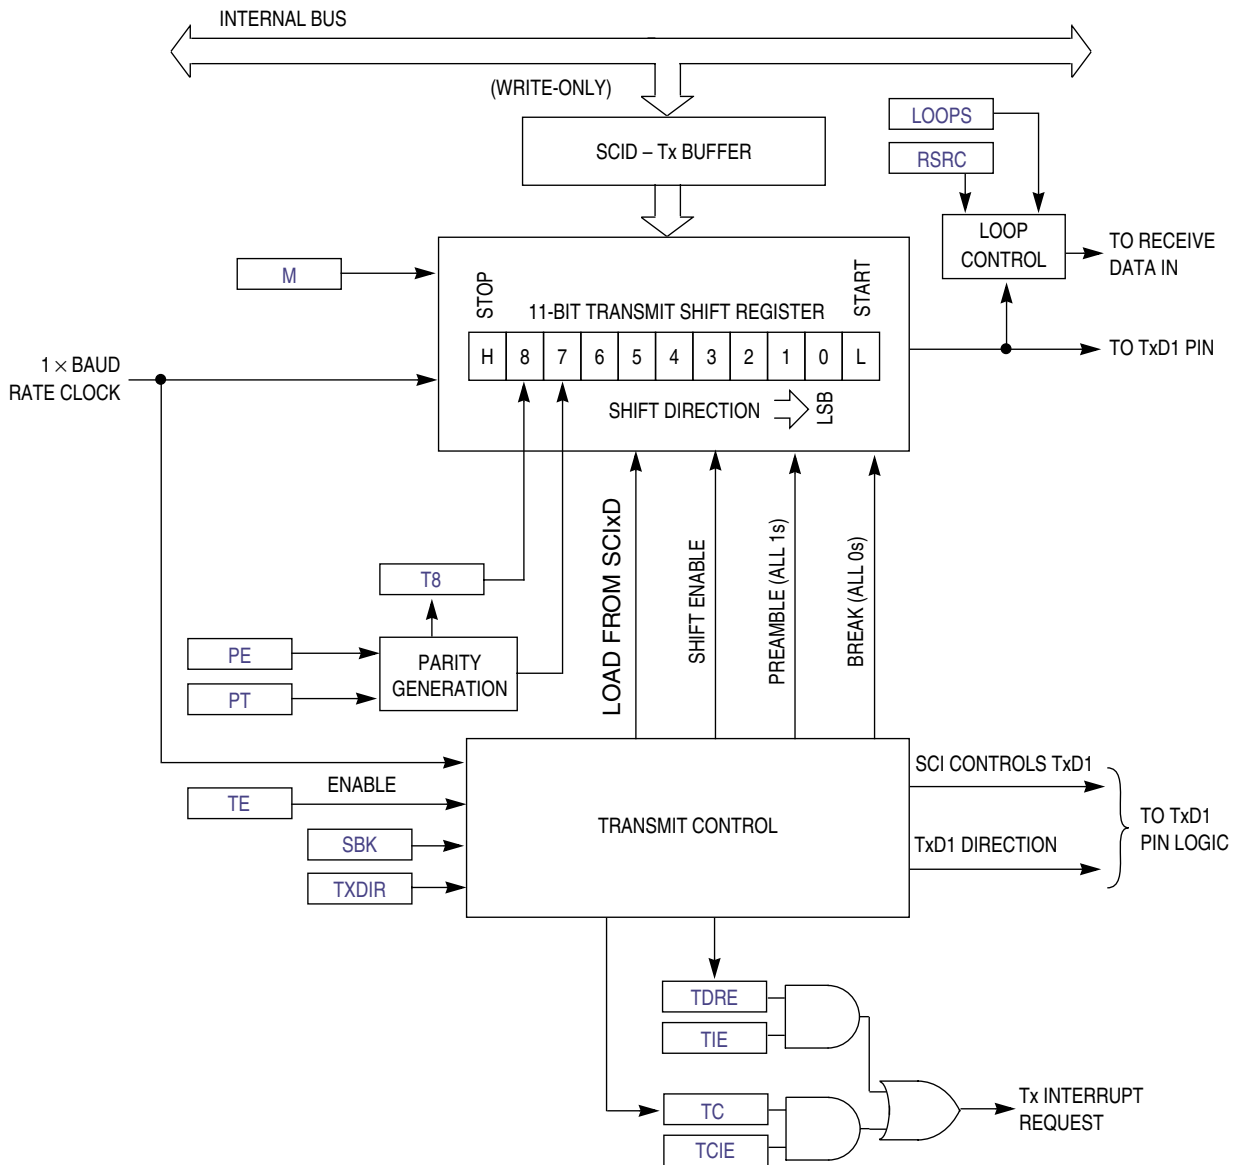 INTERNAL BUS
(WRITE-ONLY)
SCID – Tx BUFFER
LOOPS
RSRC
LOOP
CONTROL
TO RECEIVE
DATA IN
M
STOP
11-BIT TRANSMIT SHIFT REGISTER
START
H 8 7 6 5 4 3 2 1 0 L
TO TxD1 PIN
1 × BAUD
RATE CLOCK
SHIFT DIRECTION
LSB
LOAD FROM SCIxD
SHIFT ENABLE
PREAMBLE (ALL 1s)
BREAK (ALL 0s)
T8
PE
PT
PARITY
GENERATION
ENABLE
TE
SBK
TXDIR
TRANSMIT CONTROL
SCI CONTROLS TxD1
TxD1 DIRECTION
TO TxD1
PIN LOGIC
TDRE
TIE
TC
TCIE
Tx INTERRUPT
REQUEST